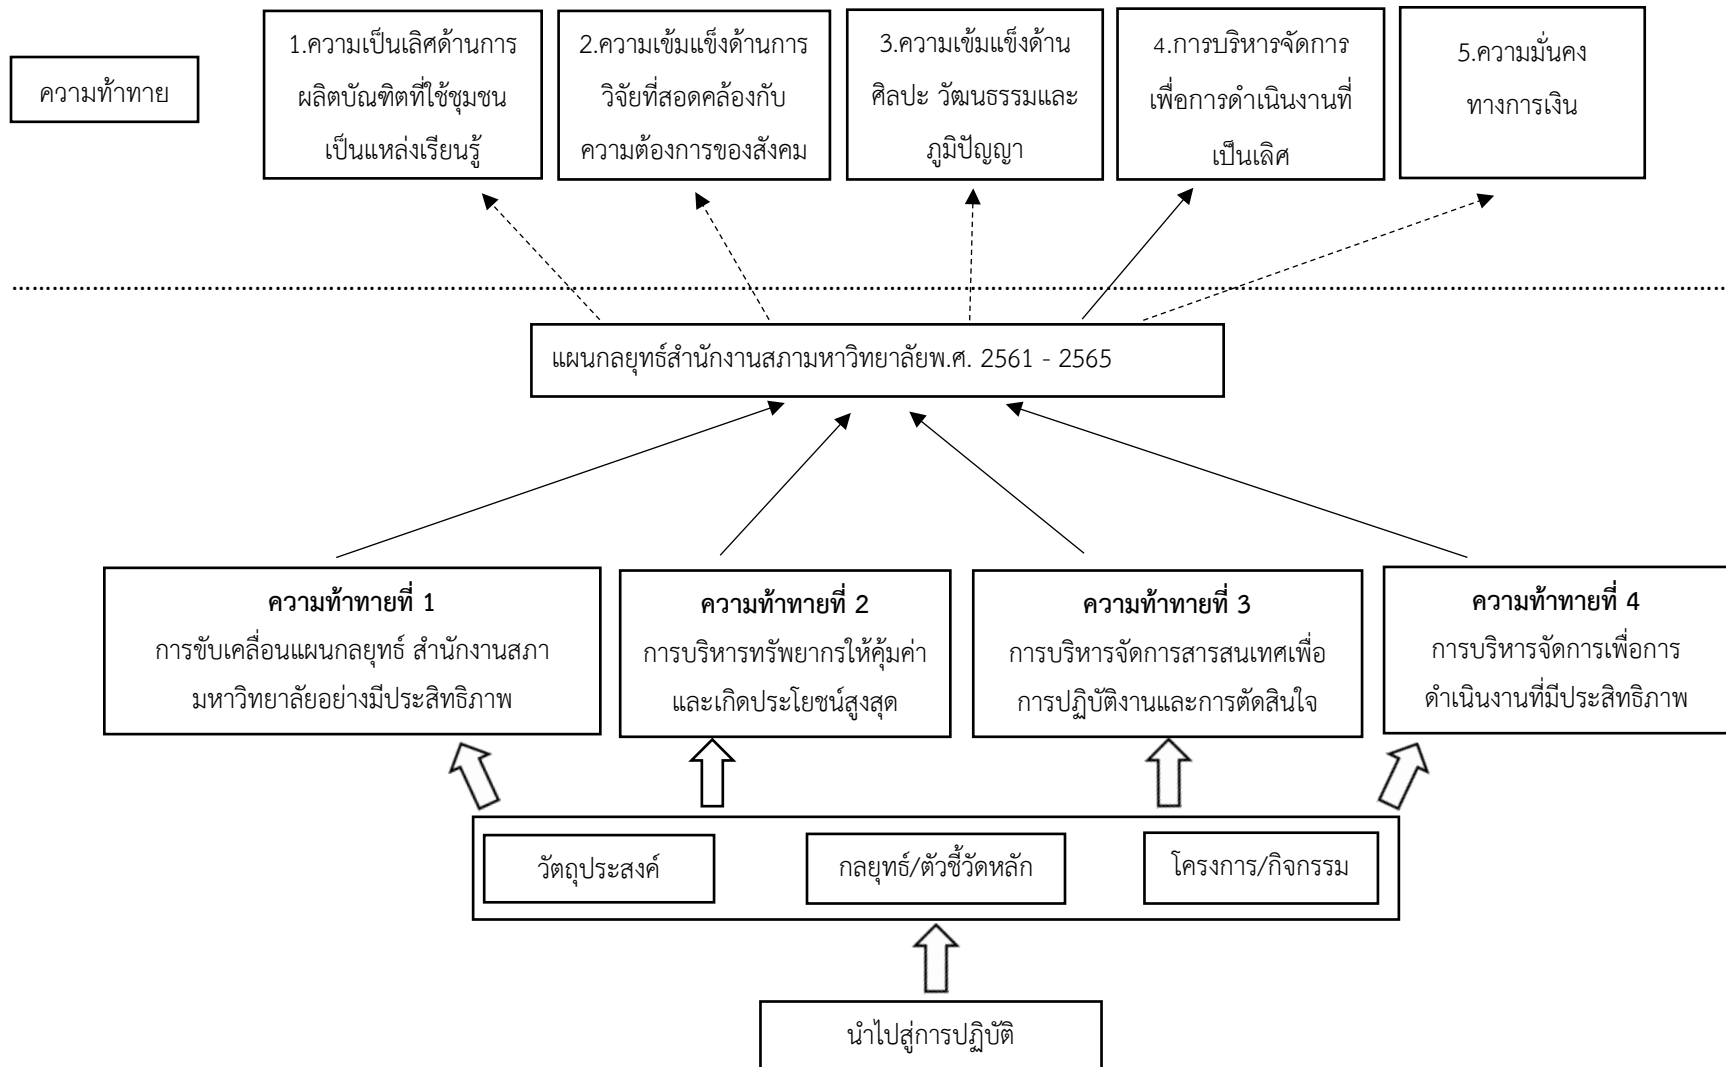 ความท้าทาย
1.ความเป็นเลิศด้านการ
ผลิตบัณฑิตที่ใช้ชุมชน
เป็นแหล่งเรียนรู้
2.ความเข้มแข็งด้านการ
วิจัยที่สอดคล้องกับ
ความต้องการของสังคม
3.ความเข้มแข็งด้าน
ศิลปะ วัฒนธรรมและ
ภูมิปัญญา
4.การบริหารจัดการ
เพื่อการดำเนินงานที่
เป็นเลิศ
5.ความมั่นคง
ทางการเงิน
แผนกลยุทธ์สำนักงานสภามหาวิทยาลัยพ.ศ. 2561 - 2565
ความท้าทายที่ 1
การขับเคลื่อนแผนกลยุทธ์ สำนักงานสภา
มหาวิทยาลัยอย่างมีประสิทธิภาพ
ความท้าทายที่ 2
การบริหารทรัพยากรให้คุ้มค่า
และเกิดประโยชน์สูงสุด
ความท้าทายที่ 3
การบริหารจัดการสารสนเทศเพื่อ
การปฏิบัติงานและการตัดสินใจ
ความท้าทายที่ 4
การบริหารจัดการเพื่อการ
ดำเนินงานที่มีประสิทธิภาพ
วัตถุประสงค์
กลยุทธ์/ตัวชี้วัดหลัก
โครงการ/กิจกรรม
นำไปสู่การปฏิบัติ